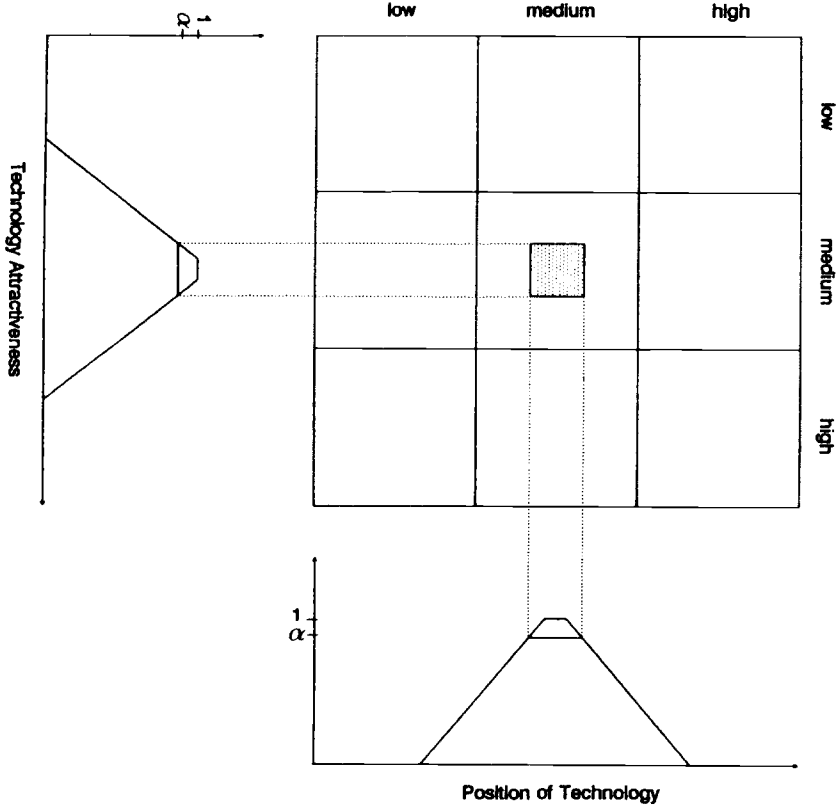 low medium high
low
medium
high
1
α
Technology Attractiveness
1
α
Position of Technology